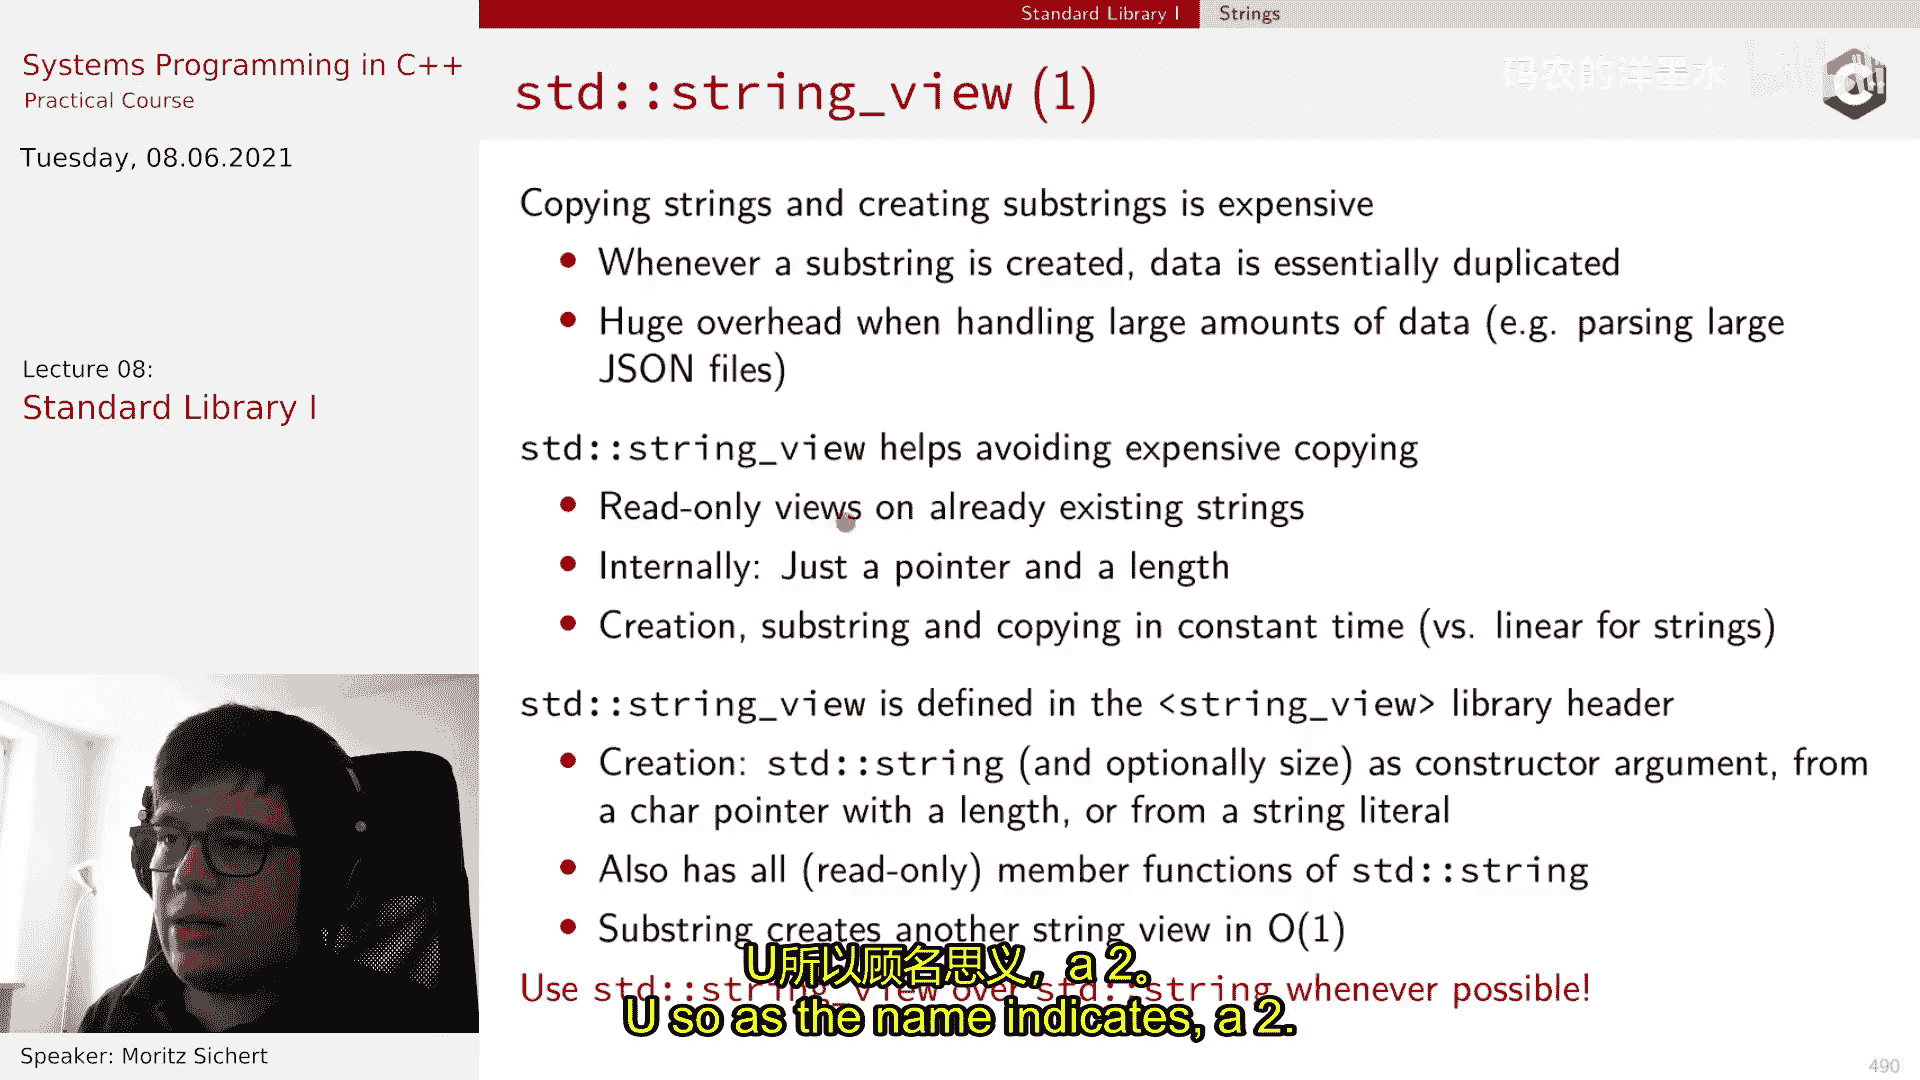 Standard Library I
Strings
Systems Programming in C++
Practical Course
Tuesday, 08.06.2021
Lecture 08:
Standard Library I
std::string_view (1)
码农的洋墨水
Copying strings and creating substrings is expensive
Whenever a substring is created, data is essentially duplicated
Huge overhead when handling large amounts of data (e.g. parsing large
JSON files)
std::string_view helps avoiding expensive copying
Read-only views on already existing strings
Internally: Just a pointer and a length
Creation, substring and copying in constant time (vs. linear for strings)
std::string_view is defined in the <string_view> library header
Creation: std::string (and optionally size) as constructor argument, from
a char pointer with a length, or from a string literal
Also has all (read-only) member functions of std::string
Substring creates another string view in O(1)
Use std::string_view over std::string whenever possible!
U所以顾名思义，a 2。
U so as the name indicates, a 2.
Speaker: Moritz Sichert
490